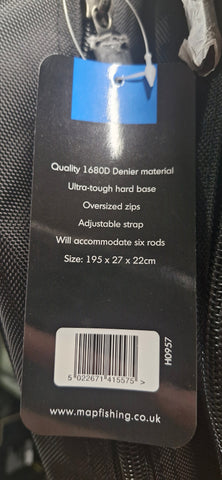 Quality 1680D Denier material
Ultra-tough hard base
Oversized zips
Adjustable strap
Will accommodate six rods
Size: 195 x 27 x 22cm
H0957
5 022671 415575 >
www.mapfishing.co.uk